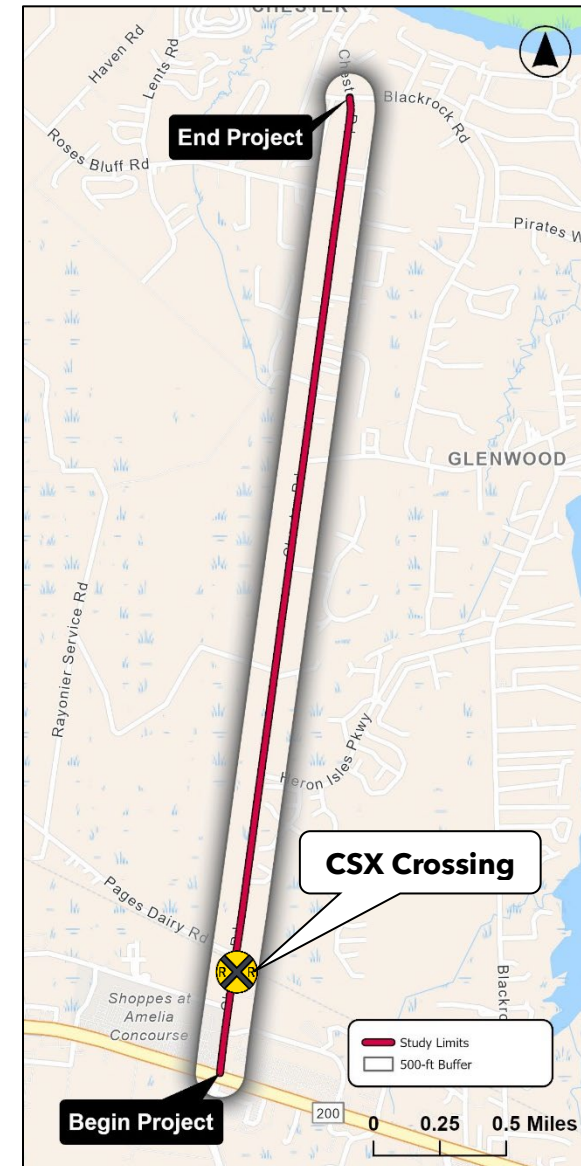 CHESTER
Haven Rd
Lents Rd
Roses Bluff Rd
End Project
Blackrock Rd
Pirates W
GLENWOOD
Rayonier Service Rd
Heron Isles Pkwy
CSX Crossing
Pages Dairy Rd
R R
Shoppes at
Amelia
Concourse
Study Limits
500-ft Buffer
Begin Project
200
0 0.25 0.5 Miles